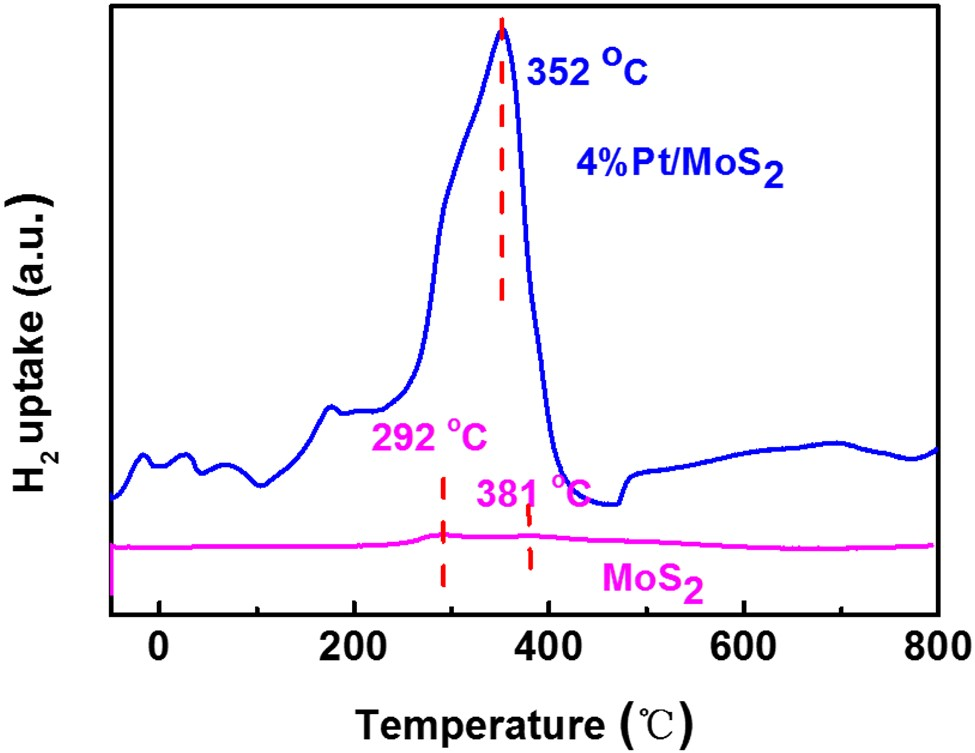 352 °C
4%Pt/MoS₂
H₂ uptake (a.u.)
292 °C
381 °C
MoS₂
0 200 400 600 800
Temperature (℃)